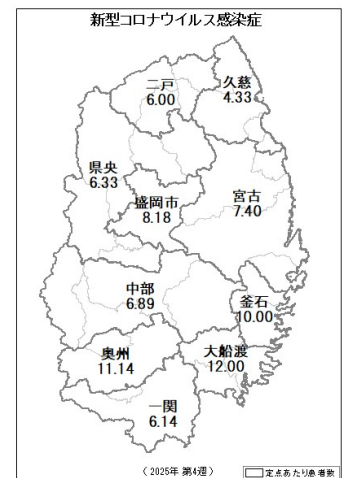 新型コロナウイルス感染症
二戸
6.00
久慈
4.33
県央
6.33
盛岡市
8.18
宮古
7.40
中部
6.89
釜石
10.00
奥州
11.14
大船渡
12.00
一関
6.14
（2025年 第4週）
定点あたり患者数